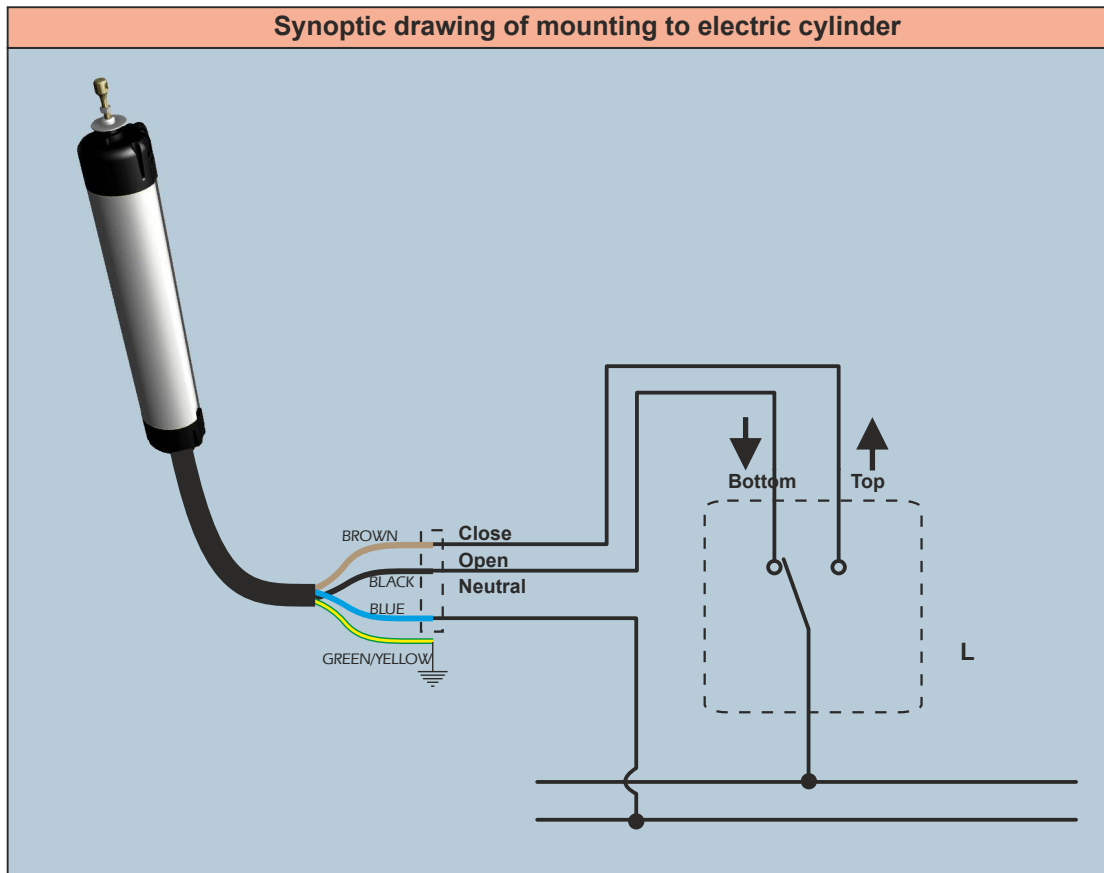 Synoptic drawing of mounting to electric cylinder
Bottom
Top
BROWN
Close
Open
BLACK
Neutral
BLUE
GREEN/YELLOW
L